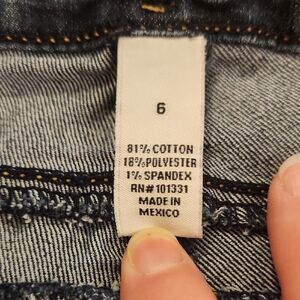 6
81% COTTON
18% POLYESTER
1% SPANDEX
RN# 101331
MADE IN
MEXICO